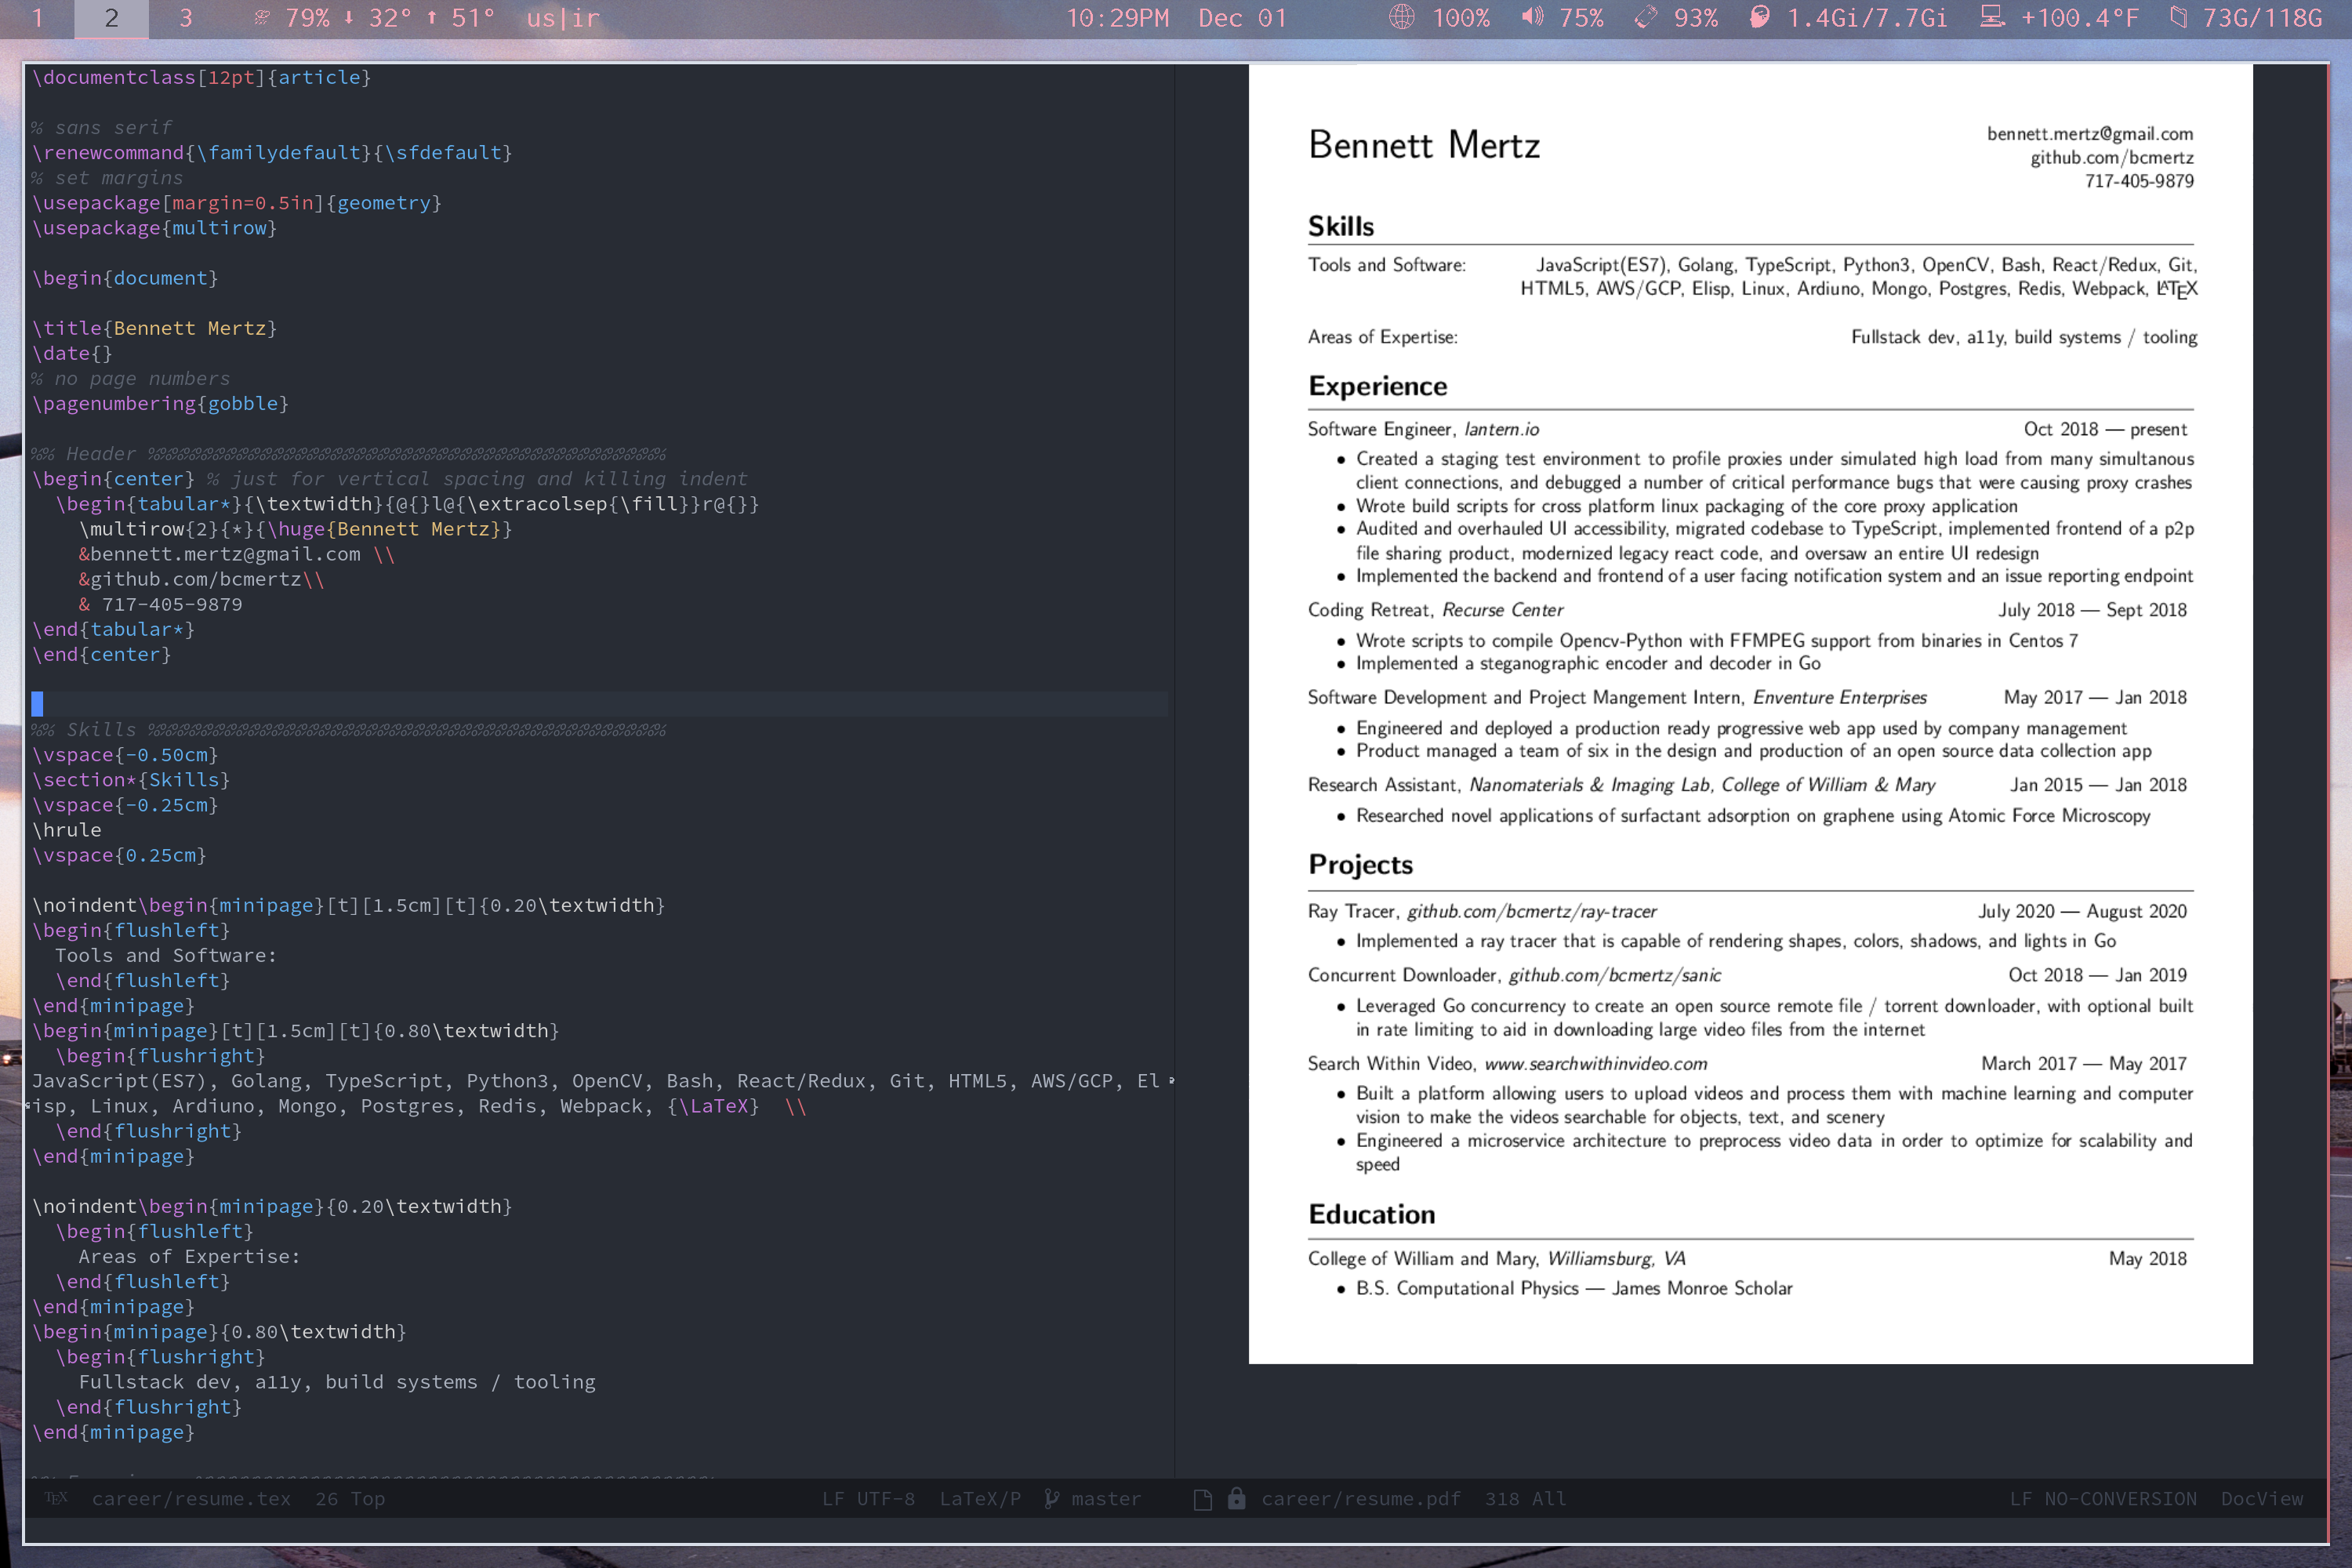 1 2 3 79% ⬇ 32° ⬆ 51° us|ir 10:29PM Dec 01 100% 75% 93% 1.4Gi/7.7Gi +100.4°F 73G/118G
\documentclass[12pt]{article}
% sans serif
\renewcommand{\familydefault}{\sfdefault}
% set margins
\usepackage[margin=0.5in]{geometry}
\usepackage{multirow}
\begin{document}
\title{Bennett Mertz}
\date{}
% no page numbers
\pagenumbering{gobble}
%% Header %%%%%%%%%%%%%%%%%%%%%%%%%%%%%%%%%%%%%%%%%%%%
\begin{center} % just for vertical spacing and killing indent
\begin{tabular*}{\textwidth}{@{}l@{\extracolsep{\fill}}r@{}}
\multirow{2}{*}{\huge{Bennett Mertz}}
&bennett.mertz@gmail.com \\
&github.com/bcmertz\\
& 717-405-9879
\end{tabular*}
\end{center}
%% Skills %%%%%%%%%%%%%%%%%%%%%%%%%%%%%%%%%%%%%%%%%%%%
\vspace{-0.50cm}
\section*{Skills}
\vspace{-0.25cm}
\hrule
\vspace{0.25cm}
\noindent\begin{minipage}[t][1.5cm][t]{0.20\textwidth}
\begin{flushleft}
Tools and Software:
\end{flushleft}
\end{minipage}
\begin{minipage}[t][1.5cm][t]{0.80\textwidth}
\begin{flushright}
JavaScript(ES7), Golang, TypeScript, Python3, OpenCV, Bash, React/Redux, Git, HTML5, AWS/GCP, El
isp, Linux, Ardiuno, Mongo, Postgres, Redis, Webpack, {\LaTeX} \\
\end{flushright}
\end{minipage}
\noindent\begin{minipage}{0.20\textwidth}
\begin{flushleft}
Areas of Expertise:
\end{flushleft}
\end{minipage}
\begin{minipage}{0.80\textwidth}
\begin{flushright}
Fullstack dev, a11y, build systems / tooling
\end{flushright}
\end{minipage}
TEX career/resume.tex 26 Top LF UTF-8 LaTeX/P master
Bennett Mertz
bennett.mertz@gmail.com
github.com/bcmertz
717-405-9879
Skills
Tools and Software: JavaScript(ES7), Golang, TypeScript, Python3, OpenCV, Bash, React/Redux, Git,
HTML5, AWS/GCP, Elisp, Linux, Ardiuno, Mongo, Postgres, Redis, Webpack, LATEX
Areas of Expertise: Fullstack dev, a11y, build systems / tooling
Experience
Software Engineer, lantern.io Oct 2018 — present
• Created a staging test environment to profile proxies under simulated high load from many simultanous
client connections, and debugged a number of critical performance bugs that were causing proxy crashes
• Wrote build scripts for cross platform linux packaging of the core proxy application
• Audited and overhauled UI accessibility, migrated codebase to TypeScript, implemented frontend of a p2p
file sharing product, modernized legacy react code, and oversaw an entire UI redesign
• Implemented the backend and frontend of a user facing notification system and an issue reporting endpoint
Coding Retreat, Recurse Center July 2018 — Sept 2018
• Wrote scripts to compile Opencv-Python with FFMPEG support from binaries in Centos 7
• Implemented a steganographic encoder and decoder in Go
Software Development and Project Mangement Intern, Enventure Enterprises May 2017 — Jan 2018
• Engineered and deployed a production ready progressive web app used by company management
• Product managed a team of six in the design and production of an open source data collection app
Research Assistant, Nanomaterials & Imaging Lab, College of William & Mary Jan 2015 — Jan 2018
• Researched novel applications of surfactant adsorption on graphene using Atomic Force Microscopy
Projects
Ray Tracer, github.com/bcmertz/ray-tracer July 2020 — August 2020
• Implemented a ray tracer that is capable of rendering shapes, colors, shadows, and lights in Go
Concurrent Downloader, github.com/bcmertz/sanic Oct 2018 — Jan 2019
• Leveraged Go concurrency to create an open source remote file / torrent downloader, with optional built
in rate limiting to aid in downloading large video files from the internet
Search Within Video, www.searchwithinvideo.com March 2017 — May 2017
• Built a platform allowing users to upload videos and process them with machine learning and computer
vision to make the videos searchable for objects, text, and scenery
• Engineered a microservice architecture to preprocess video data in order to optimize for scalability and
speed
Education
College of William and Mary, Williamsburg, VA May 2018
• B.S. Computational Physics — James Monroe Scholar
career/resume.pdf 318 All LF NO-CONVERSION DocView